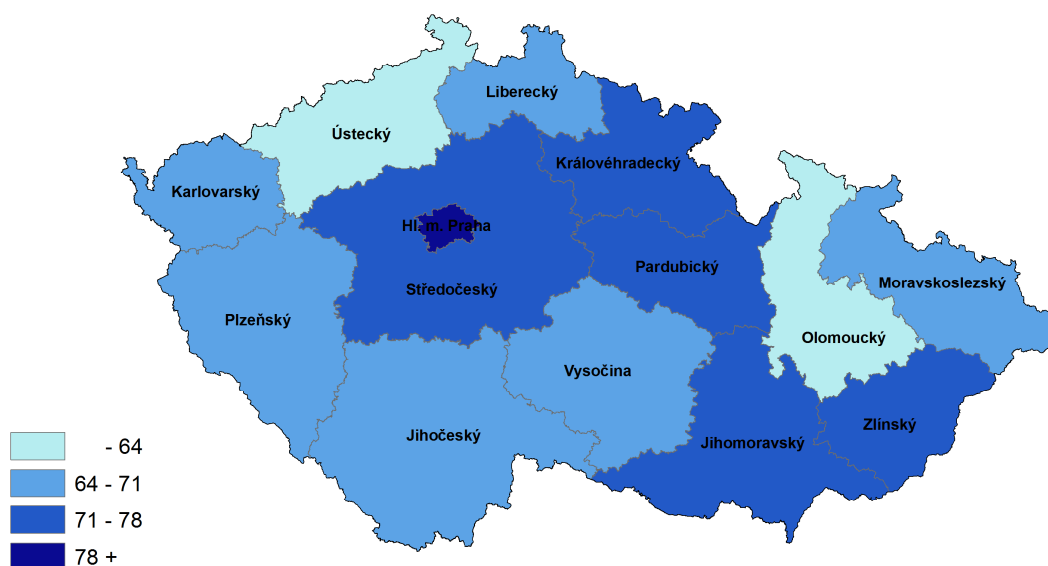 Liberecký
Ústecký
Královéhradecký
Karlovarský
Hl. m. Praha
Pardubický
Moravskoslezský
Středočeský
Plzeňský
Olomoucký
Vysočina
Zlínský
Jihočeský
Jihomoravský
- 64
64 - 71
71 - 78
78 +